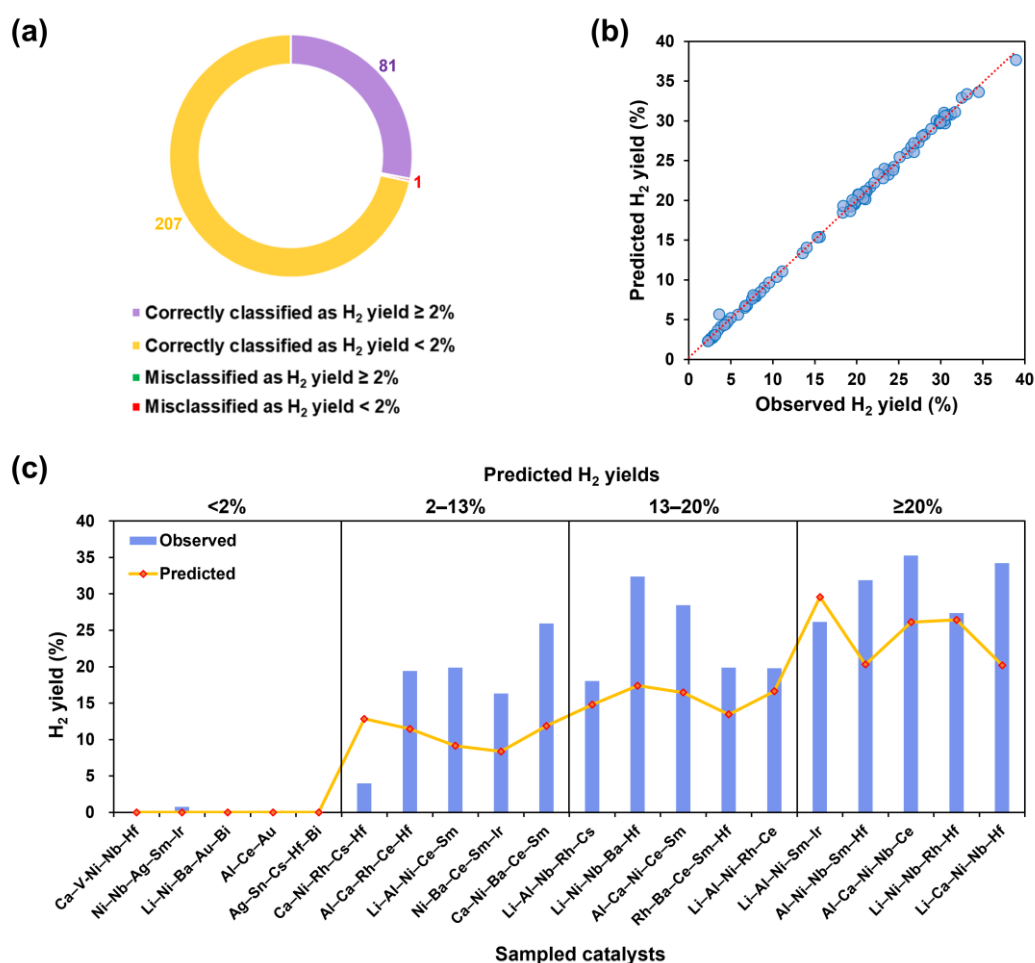 (a)
81
1
207
Correctly classified as H₂ yield ≥ 2%
Correctly classified as H₂ yield < 2%
Misclassified as H₂ yield ≥ 2%
Misclassified as H₂ yield < 2%
(b)
Predicted H₂ yield (%)
40
35
30
25
20
15
10
5
0
0 5 10 15 20 25 30 35 40
Observed H₂ yield (%)
(c)
Predicted H₂ yields
<2% 2–13% 13–20% ≥20%
H₂ yield (%)
40
35
30
25
20
15
10
5
0
Observed
Predicted
Ca–V-Ni–Nb-Hf
Ni–Nb–Ag–Sm-Ir
Li–Ni–Ba–Au–Bi
Al–Ce–Au
Ag–Sn–Cs–Hf–Bi
Ca–Ni–Rh–Cs–Hf
Al–Ca–Rh–Ce–Hf
Li–Al–Ni–Ce–Sm
Ni–Ba–Ce–Sm–Ir
Ca–Ni–Ba–Ce–Sm
Li–Al–Nb–Rh–Cs
Li–Ni–Nb–Ba–Hf
Al–Ca–Ni–Ce–Sm
Rh–Ba–Ce–Sm–Hf
Li–Al–Ni–Rh–Ce
Li–Al–Ni–Sm–Ir
Al–Ni–Nb–Sm–Hf
Al–Ca–Ni–Nb–Ce
Li–Ni–Nb–Rh–Hf
Li–Ca–Ni–Nb–Hf
Sampled catalysts